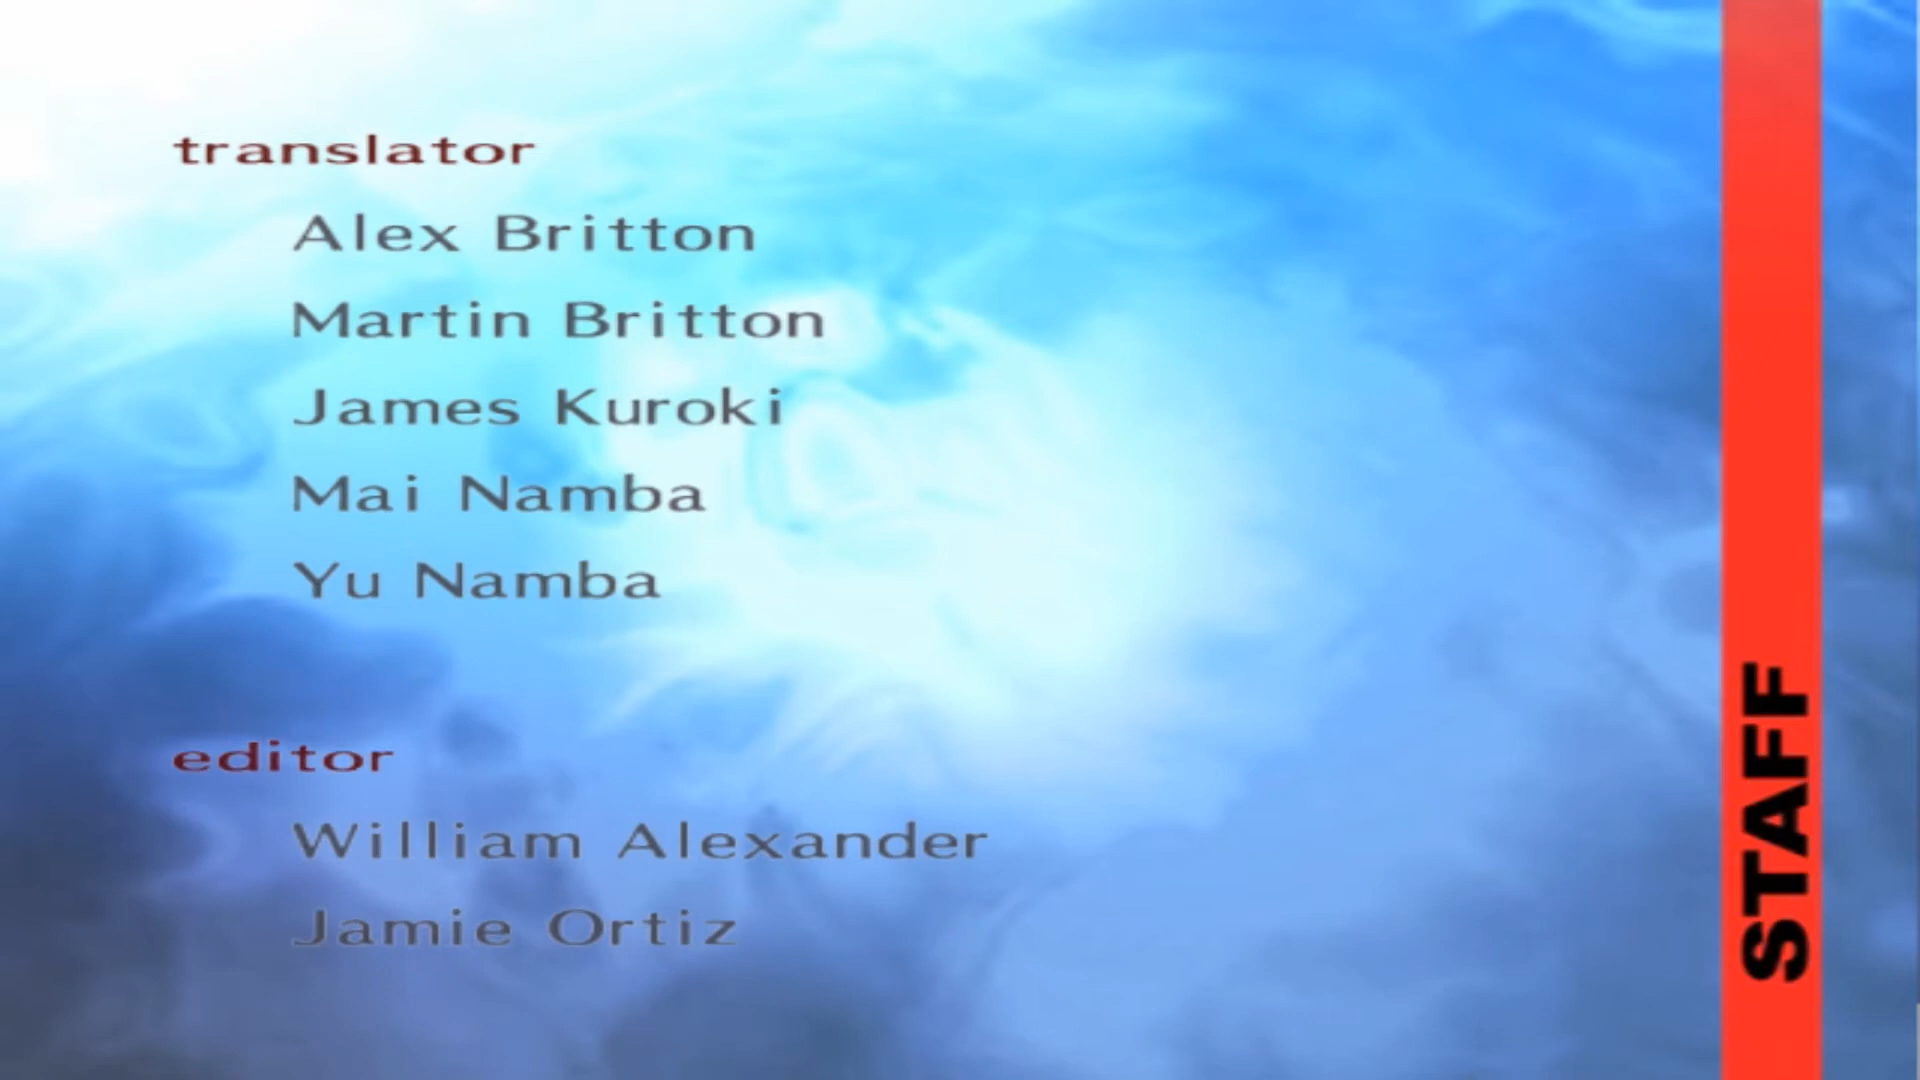 translator
Alex Britton
Martin Britton
James Kuroki
Mai Namba
Yu Namba
editor
William Alexander
Jamie Ortiz
STAFF